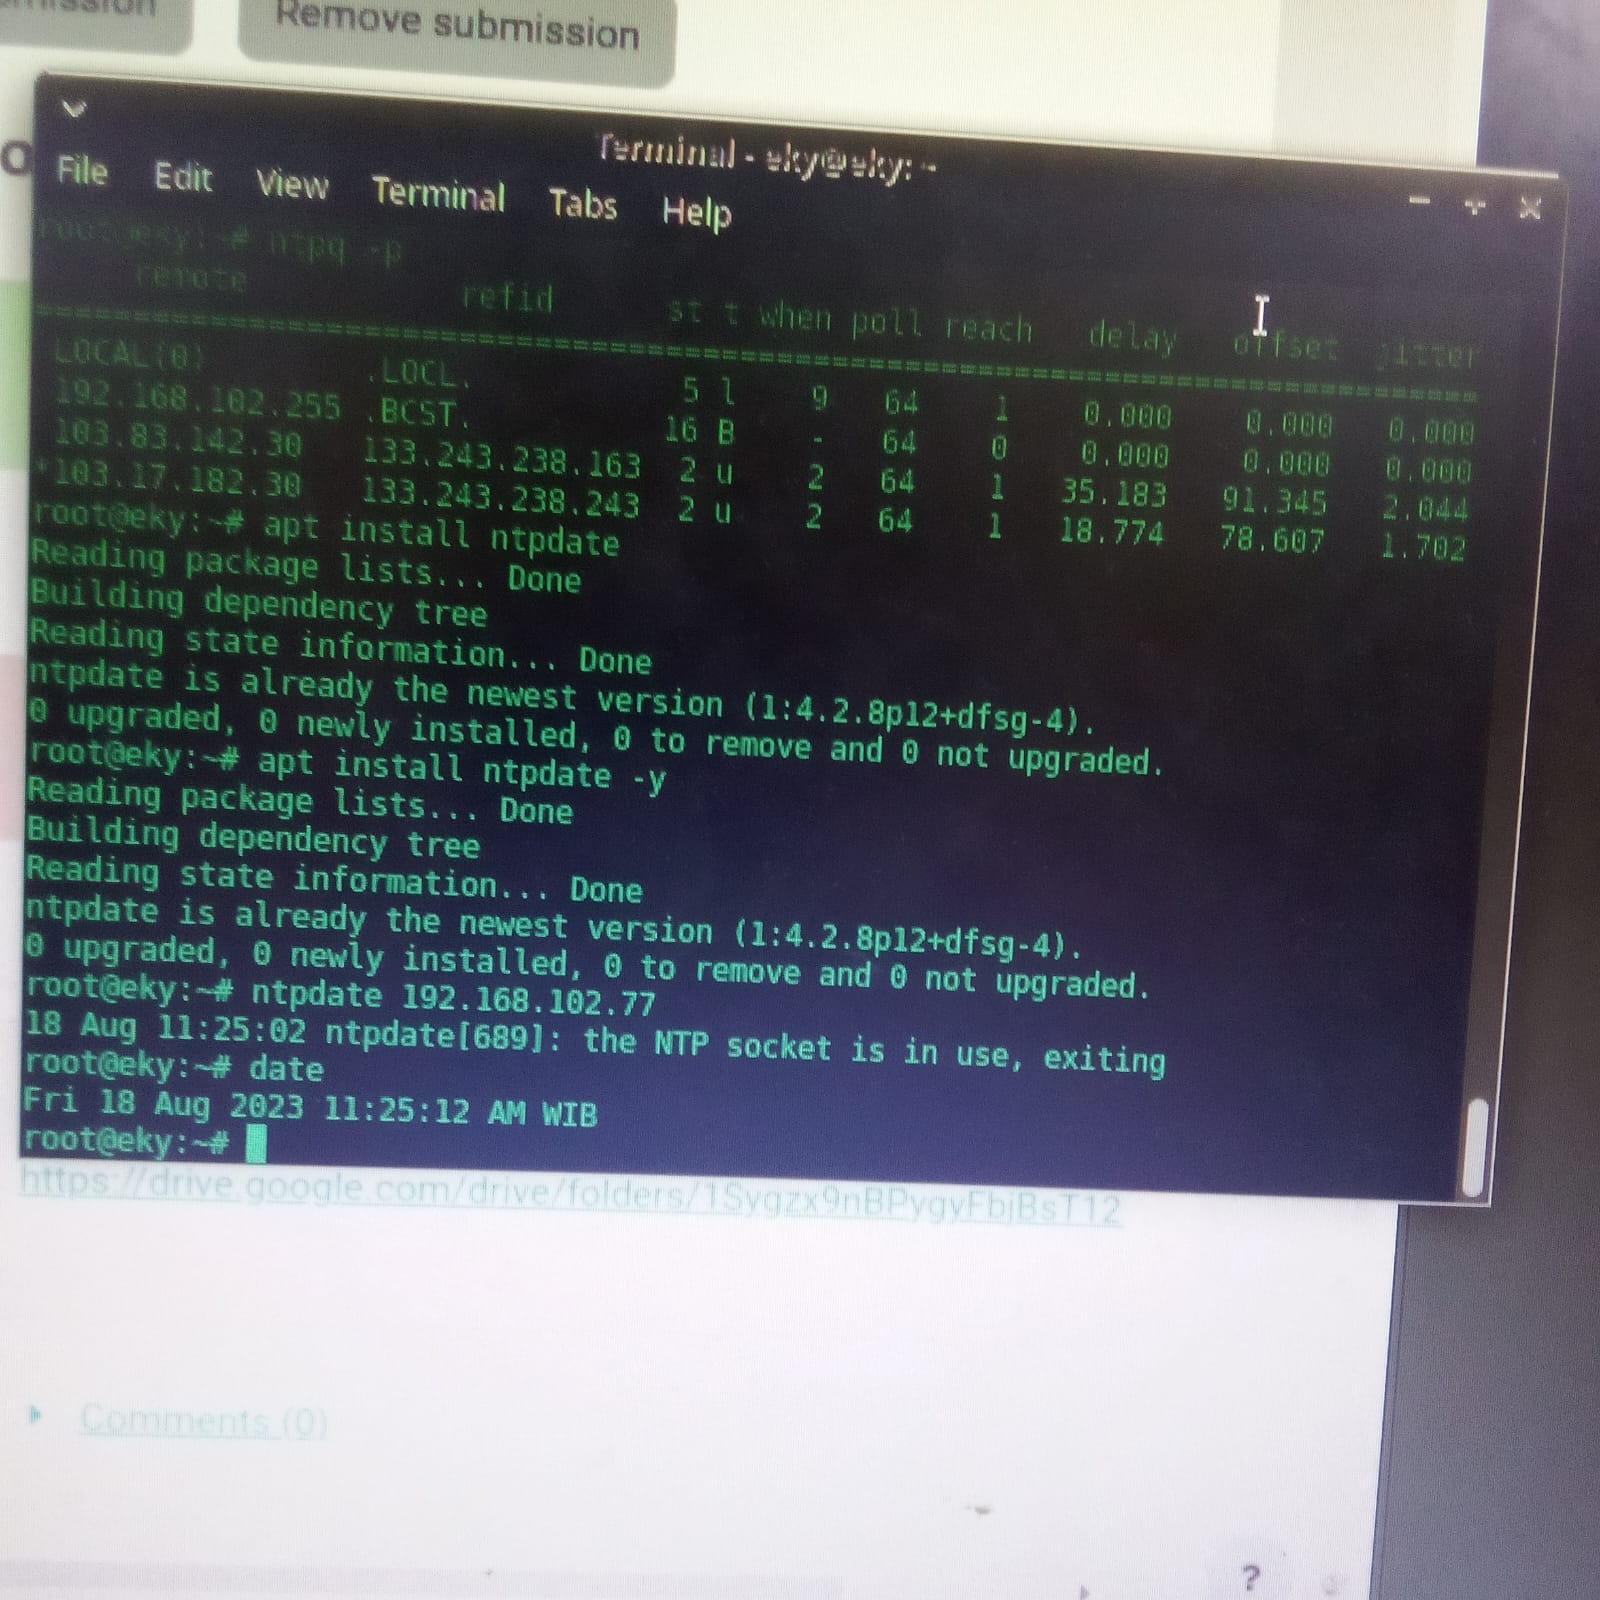 Remove submission
Terminal - eky@eky: ~
File Edit View Terminal Tabs Help
root@eky:~# ntpq -p
remote refid st t when poll reach delay offset jitter
==============================================================================
LOCAL(0) .LOCL. 5 l 9 64 1 0.000 0.000 0.000
192.168.102.255 .BCST. 16 B - 64 0 0.000 0.000 0.000
103.83.142.30 133.243.238.163 2 u 2 64 1 35.183 91.345 2.044
*103.17.182.30 133.243.238.243 2 u 2 64 1 18.774 78.607 1.702
root@eky:~# apt install ntpdate
Reading package lists... Done
Building dependency tree
Reading state information... Done
ntpdate is already the newest version (1:4.2.8p12+dfsg-4).
0 upgraded, 0 newly installed, 0 to remove and 0 not upgraded.
root@eky:~# apt install ntpdate -y
Reading package lists... Done
Building dependency tree
Reading state information... Done
ntpdate is already the newest version (1:4.2.8p12+dfsg-4).
0 upgraded, 0 newly installed, 0 to remove and 0 not upgraded.
root@eky:~# ntpdate 192.168.102.77
18 Aug 11:25:02 ntpdate[689]: the NTP socket is in use, exiting
root@eky:~# date
Fri 18 Aug 2023 11:25:12 AM WIB
root@eky:~#
https://drive.google.com/drive/folders/1Sygzx9nBPygyFbjBsT12
Comments (0)
?